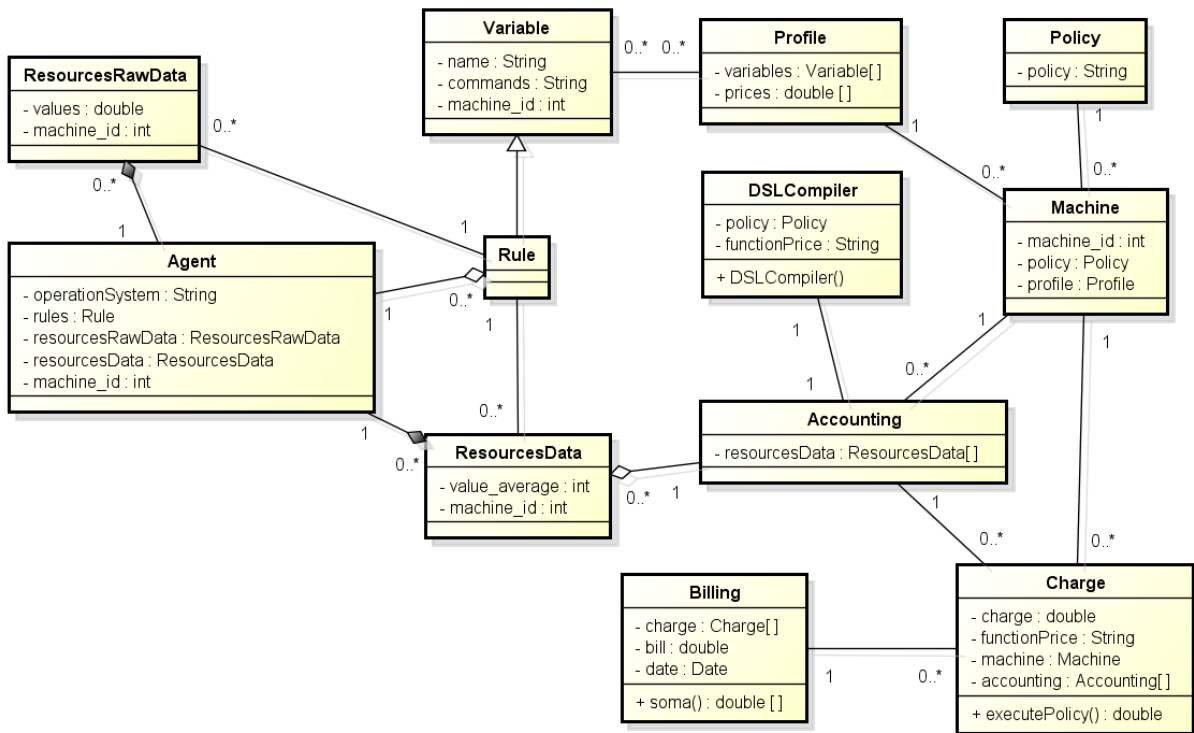 Variable
- name : String
- commands : String
- machine_id : int
0..*
0..*
Profile
- variables : Variable[ ]
- prices : double [ ]
1
0..*
Policy
- policy : String
1
0..*
ResourcesRawData
- values : double
- machine_id : int
0..*
1
0..*
1
DSLCompiler
- policy : Policy
- functionPrice : String
+ DSLCompiler()
1
1
Machine
- machine_id : int
- policy : Policy
- profile : Profile
1
0..*
1
0..*
Rule
0..*
1
1
0..*
Agent
- operationSystem : String
- rules : Rule
- resourcesRawData : ResourcesRawData
- resourcesData : ResourcesData
- machine_id : int
1
0..*
ResourcesData
- value_average : int
- machine_id : int
0..*
1
Accounting
- resourcesData : ResourcesData[ ]
1
0..*
Billing
- charge : Charge[ ]
- bill : double
- date : Date
+ soma() : double [ ]
1
0..*
Charge
- charge : double
- functionPrice : String
- machine : Machine
- accounting : Accounting[ ]
+ executePolicy() : double